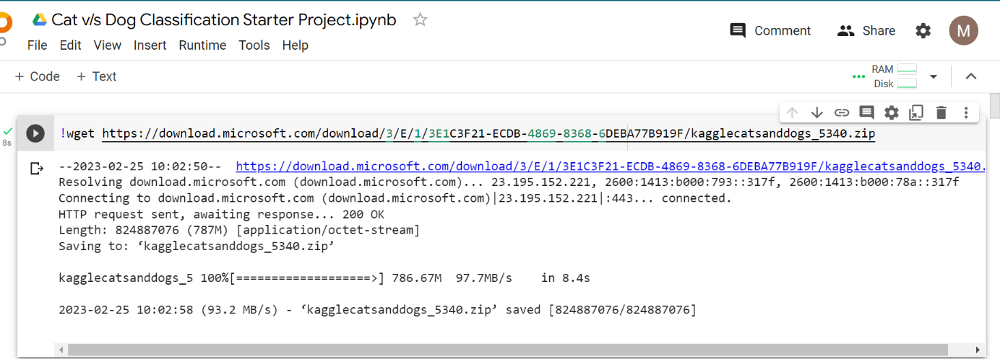 Cat v/s Dog Classification Starter Project.ipynb
Comment
Share
M
File Edit View Insert Runtime Tools Help
+ Code + Text
RAM
Disk
8s
!wget https://download.microsoft.com/download/3/E/1/3E1C3F21-ECDB-4869-8368-6DEBA77B919F/kagglecatsanddogs_5340.zip
--2023-02-25 10:02:50-- https://download.microsoft.com/download/3/E/1/3E1C3F21-ECDB-4869-8368-6DEBA77B919F/kagglecatsanddogs_5340.
Resolving download.microsoft.com (download.microsoft.com)... 23.195.152.221, 2600:1413:b000:793::317f, 2600:1413:b000:78a::317f
Connecting to download.microsoft.com (download.microsoft.com)|23.195.152.221|:443... connected.
HTTP request sent, awaiting response... 200 OK
Length: 824887076 (787M) [application/octet-stream]
Saving to: ‘kagglecatsanddogs_5340.zip’
kagglecatsanddogs_5 100%[===================>] 786.67M 97.7MB/s in 8.4s
2023-02-25 10:02:58 (93.2 MB/s) - ‘kagglecatsanddogs_5340.zip’ saved [824887076/824887076]